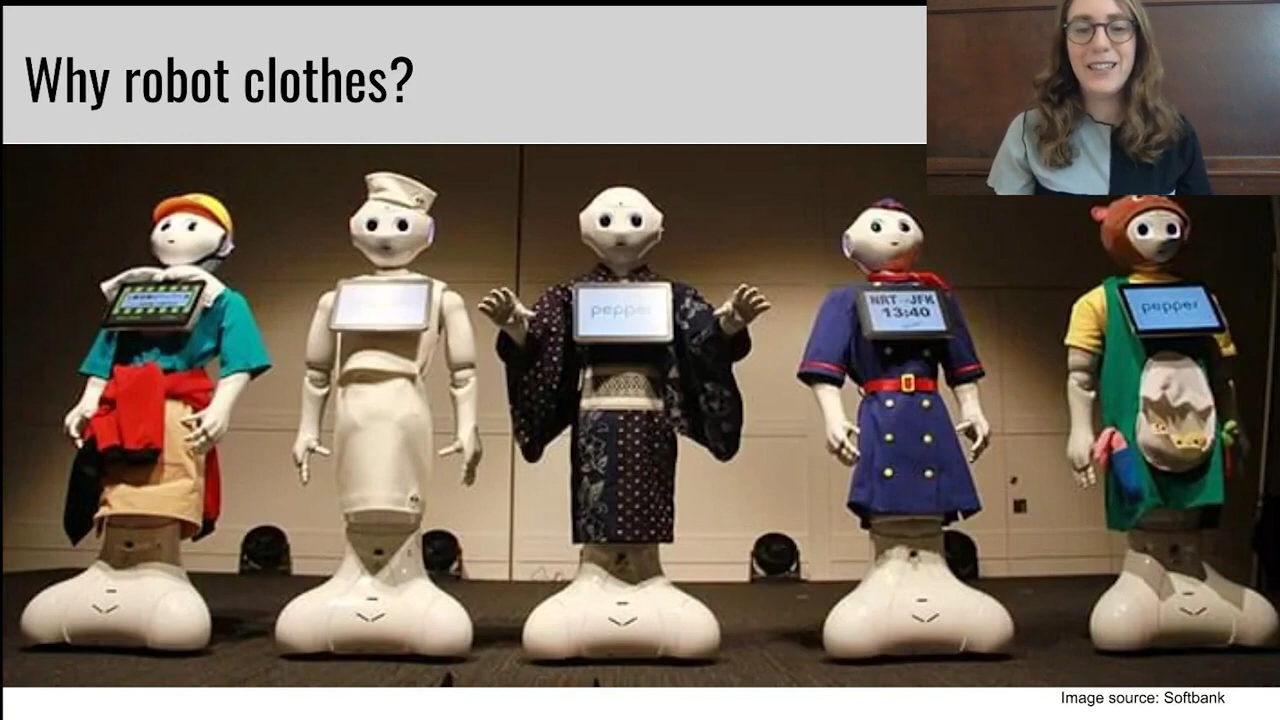 Why robot clothes?
pepper
NRT JFK
13:40
pepper
Image source: Softbank